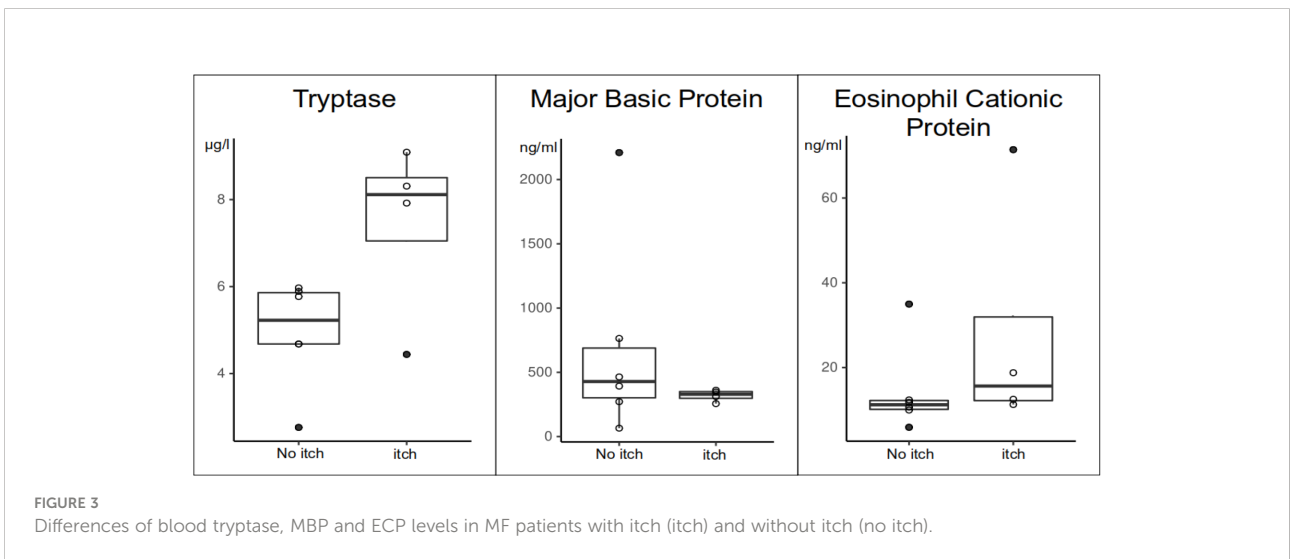 Tryptase
µg/l
8
6
4
No itch
itch
Major Basic Protein
ng/ml
2000
1500
1000
500
0
No itch
itch
Eosinophil Cationic
Protein
ng/ml
60
40
20
No itch
itch
FIGURE 3
Differences of blood tryptase, MBP and ECP levels in MF patients with itch (itch) and without itch (no itch).